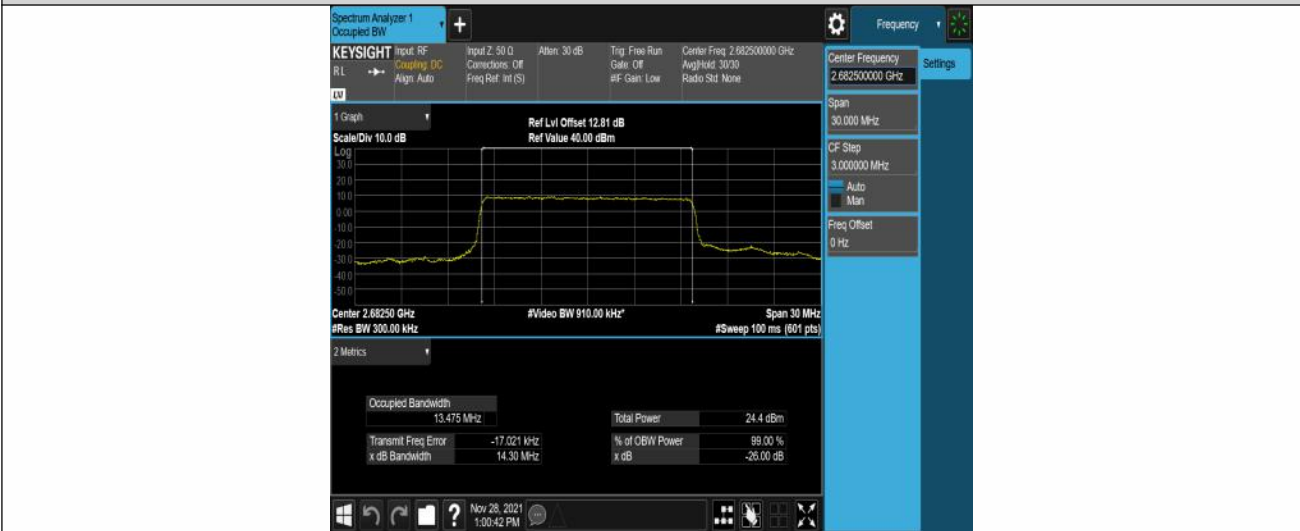 Spectrum Analyzer 1
Occupied BW
+
Frequency
KEYSIGHT
RL
LV
Input: RF
Coupling: DC
Align: Auto
Input Z: 50 Ω
Corrections: Off
Freq Ref: Int (S)
Atten: 30 dB
Trig: Free Run
Gate: Off
#IF Gain: Low
Center Freq: 2.682500000 GHz
Avg|Hold: 30/30
Radio Std: None
Center Frequency
2.682500000 GHz
Settings
Span
30.000 MHz
CF Step
3.000000 MHz
Auto
Man
Freq Offset
0 Hz
1 Graph
Scale/Div 10.0 dB
Ref Lvl Offset 12.81 dB
Ref Value 40.00 dBm
Log
30.0
20.0
10.0
0.00
-10.0
-20.0
-30.0
-40.0
-50.0
Center 2.68250 GHz
#Res BW 300.00 kHz
#Video BW 910.00 kHz*
Span 30 MHz
#Sweep 100 ms (601 pts)
2 Metrics
Occupied Bandwidth
13.475 MHz
Total Power 24.4 dBm
Transmit Freq Error -17.021 kHz
% of OBW Power 99.00 %
x dB Bandwidth 14.30 MHz
x dB -26.00 dB
?
Nov 28, 2021
1:00:42 PM